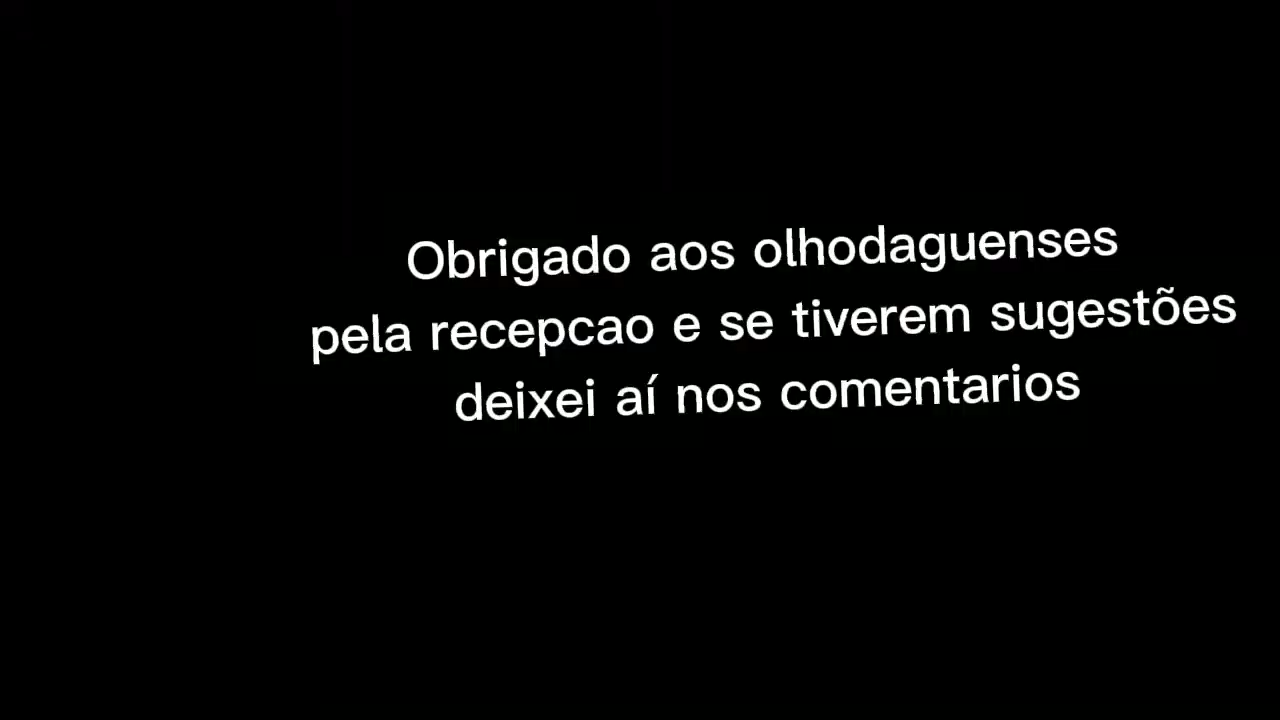 Obrigado aos olhodaguenses
pela recepcao e se tiverem sugestões
deixei aí nos comentarios